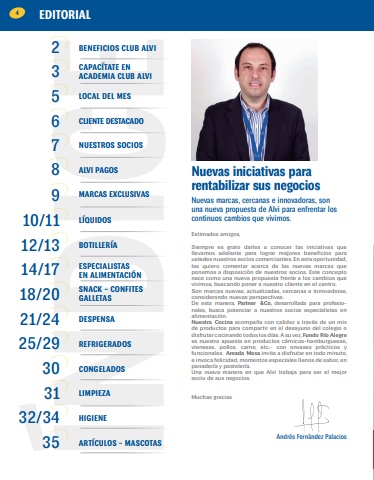 4
EDITORIAL
2 BENEFICIOS CLUB ALVI
3 CAPACÍTATE EN
ACADEMIA CLUB ALVI
5 LOCAL DEL MES
6 CLIENTE DESTACADO
7 NUESTROS SOCIOS
8 ALVI PAGOS
9 MARCAS EXCLUSIVAS
10/11 LÍQUIDOS
12/13 BOTILLERÍA
14/17 ESPECIALISTAS
EN ALIMENTACIÓN
18/20 SNACK – CONFITES
GALLETAS
21/24 DESPENSA
25/29 REFRIGERADOS
30 CONGELADOS
31 LIMPIEZA
32/34 HIGIENE
35 ARTÍCULOS – MASCOTAS
Nuevas iniciativas para
rentabilizar sus negocios
Nuevas marcas, cercanas e innovadoras, son
una nueva propuesta de Alvi para enfrentar los
continuos cambios que vivimos.
Estimados amigos,
Siempre es grato darles a conocer las iniciativas que
llevamos adelante para lograr mejores beneficios para
ustedes nuestros socios comerciantes. En esta oportunidad,
les quiero comentar acerca de las nuevas marcas que
ponemos a disposición de nuestros socios. Este concepto
nace como una nueva propuesta frente a los cambios que
vivimos, buscando poner a nuestro cliente en el centro.
Son marcas nuevas, actualizadas, cercanas e innovadoras,
considerando nuevas perspectivas.
De esta manera, Partner &Co, desarrollada para profesio-
nales, busca potenciar a nuestros socios especialistas en
alimentación.
Nuestra Cocina acompaña con calidez a través de un mix
de productos para compartir en el desayuno del colegio o
disfrutar cocinando todos los días. A su vez, Fundo Río Alegre
es nuestra apuesta en productos cárnicos-hamburguesas,
vienesas, pollos, carne, etc.- con envases prácticos y
funcionales. Amada Masa invita a disfrutar en todo minuto,
e invoca felicidad, momentos especiales llenos de sabor, en
panadería y pastelería.
Una nueva manera en que Alvi trabaja para ser el mejor
socio de sus negocios.
Muchas gracias
Andrés Fernández Palacios